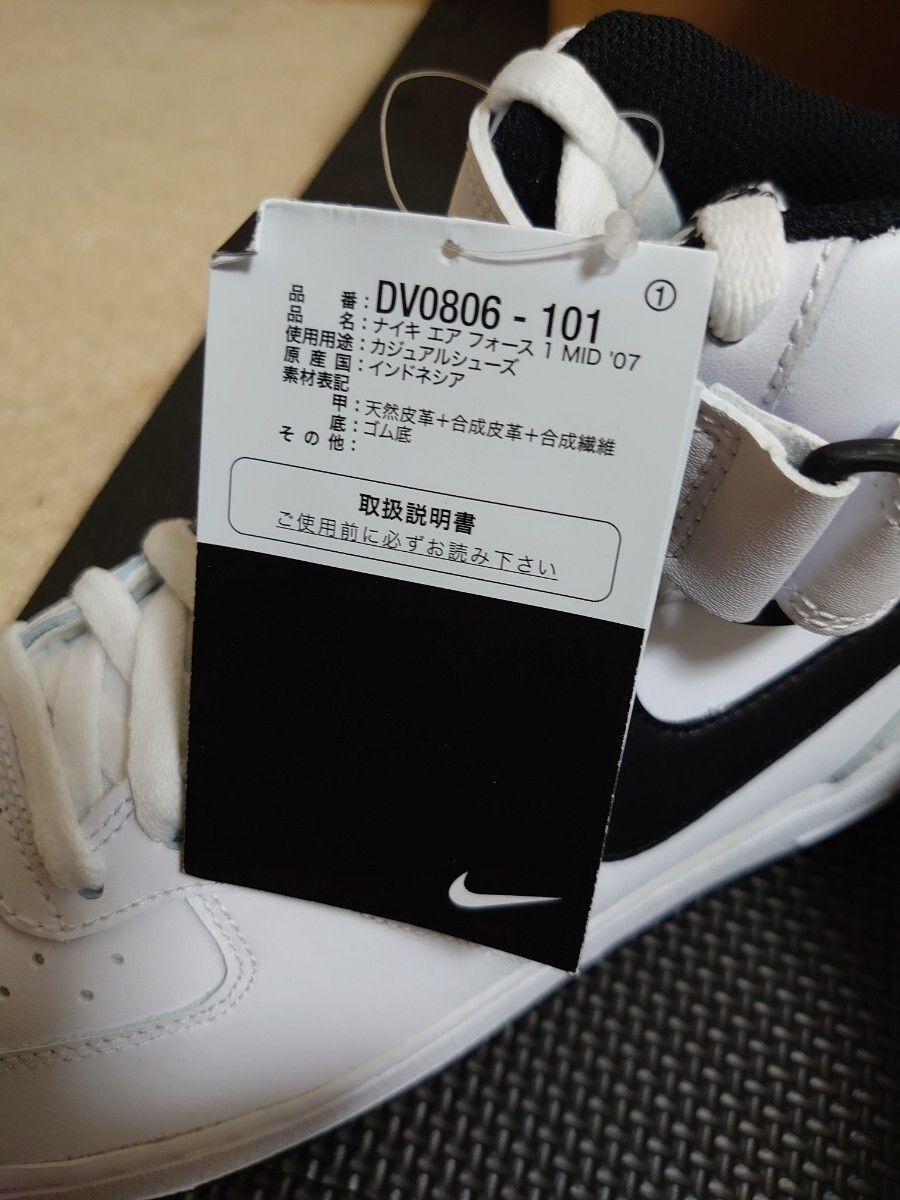 ①
品番:DV0806-101
品名:ナイキ エア フォース 1 MID '07
使用用途:カジュアルシューズ
原産国:インドネシア
素材表記
甲:天然皮革+合成皮革+合成繊維
底:ゴム底
その他:
取扱説明書
ご使用前に必ずお読み下さい